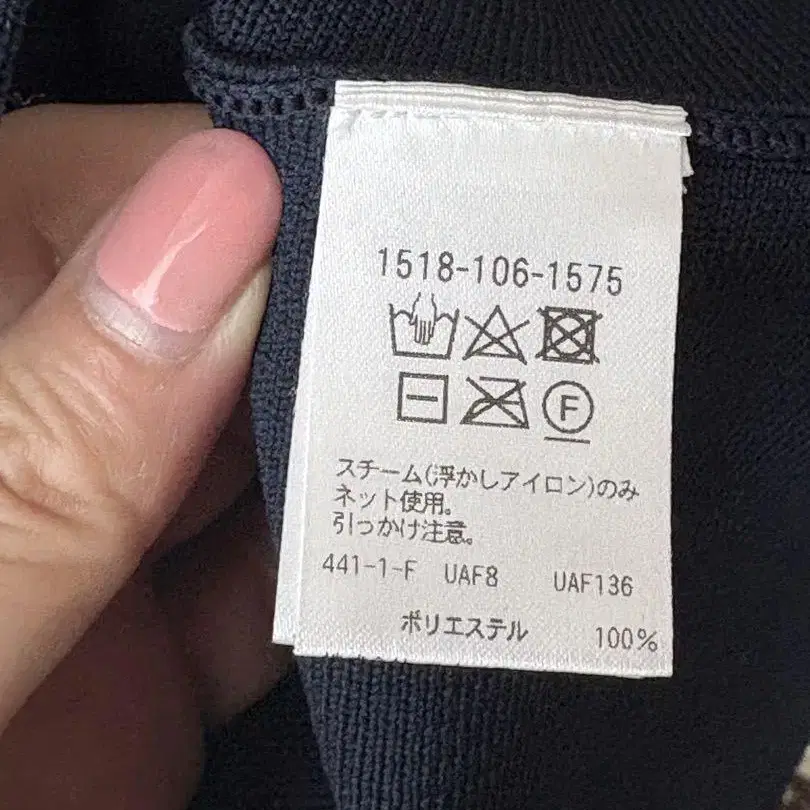 1518-106-1575
F
スチーム(浮かしアイロン)のみ
ネット使用。
引っかけ注意。
441-1-F UAF8 UAF136
ポリエステル 100%